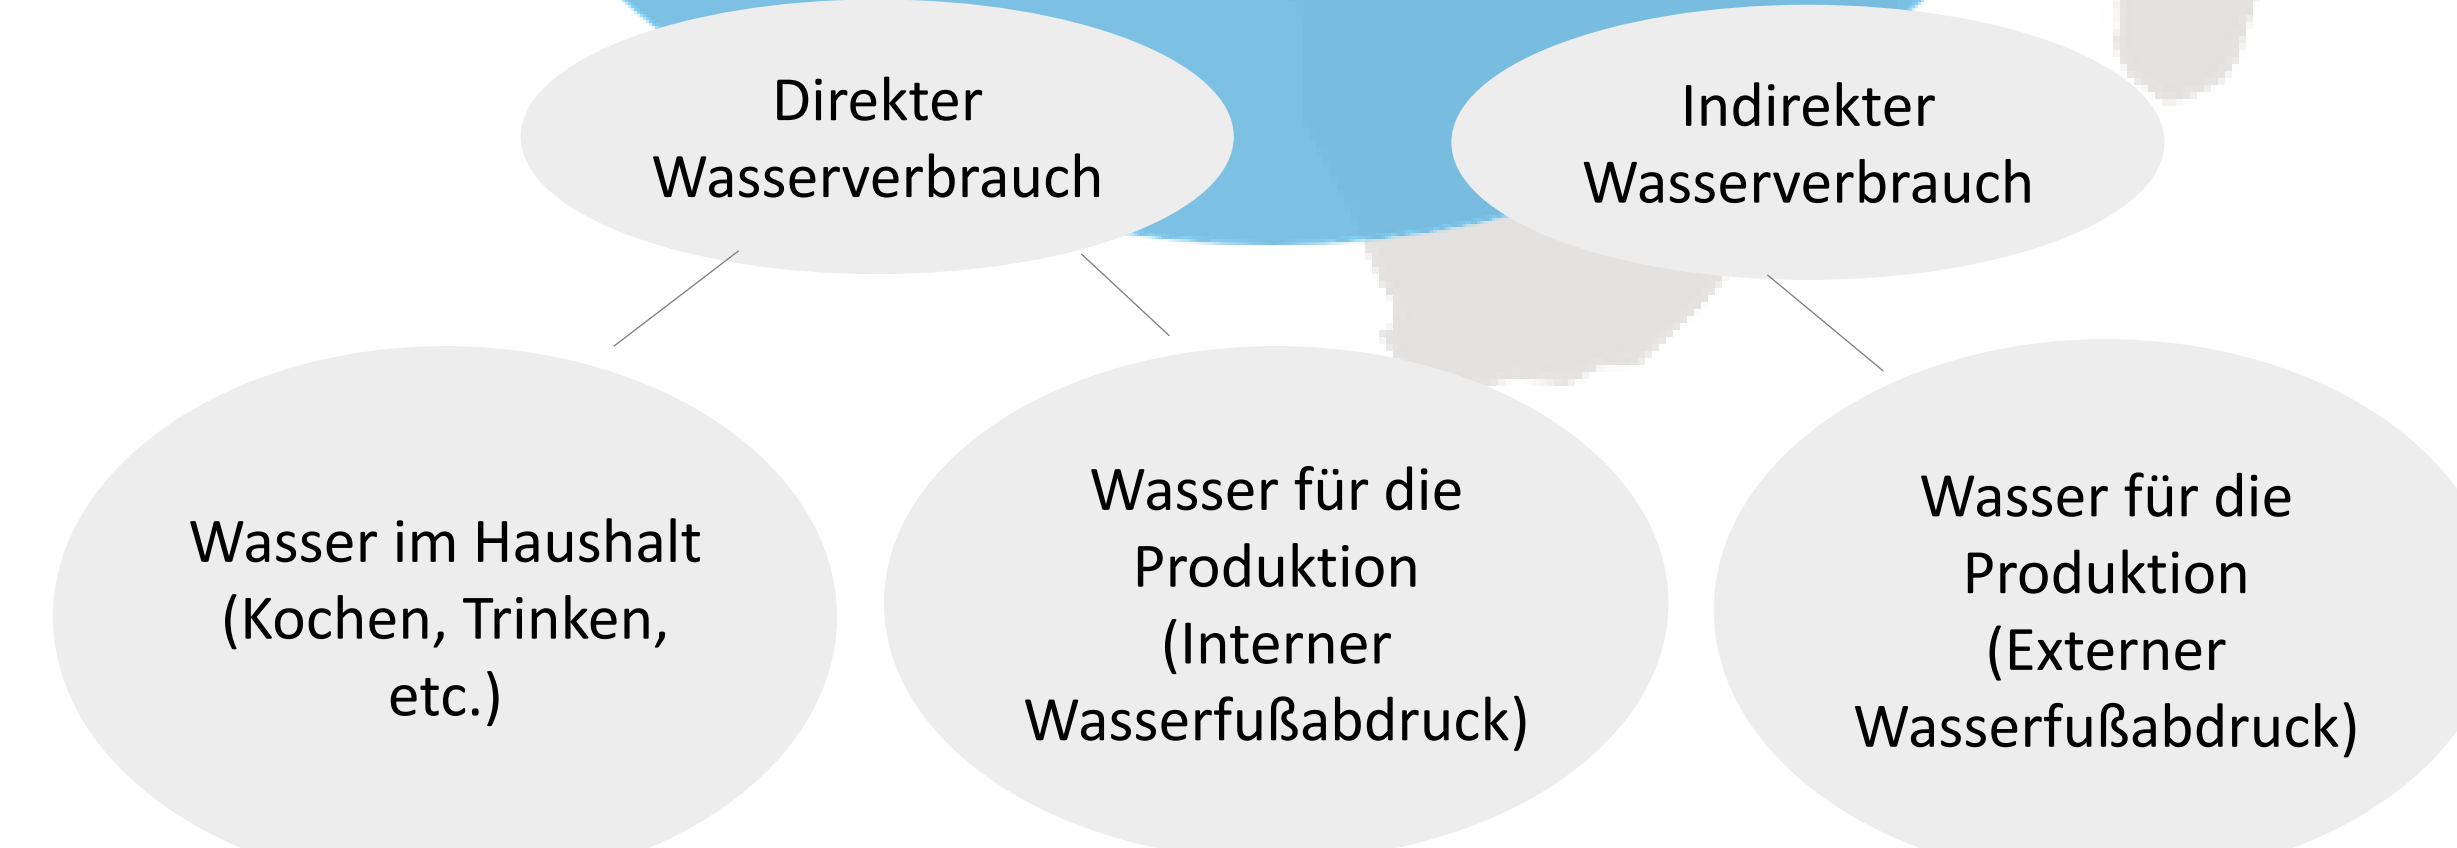 Direkter
Wasserverbrauch
Indirekter
Wasserverbrauch
Wasser im Haushalt
(Kochen, Trinken,
etc.)
Wasser für die
Produktion
(Interner
Wasserfußabdruck)
Wasser für die
Produktion
(Externer
Wasserfußabdruck)